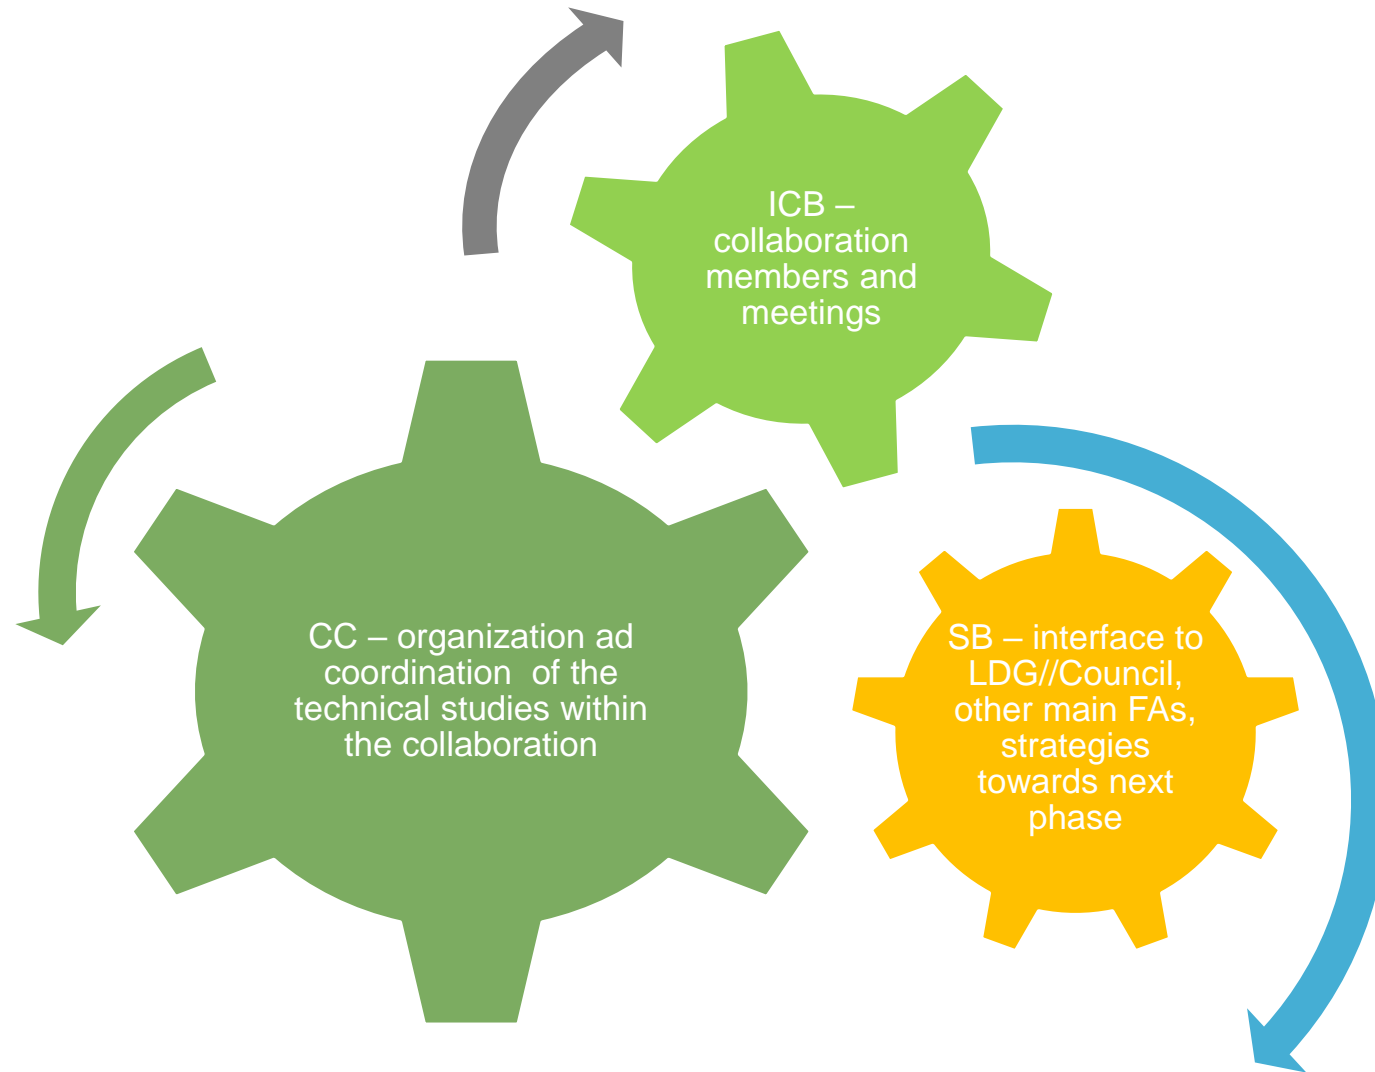 ICB –
collaboration
members and
meetings
CC – organization ad
coordination  of the
technical studies within
the collaboration
SB – interface to
LDG//Council,
other main FAs,
strategies
towards next
phase